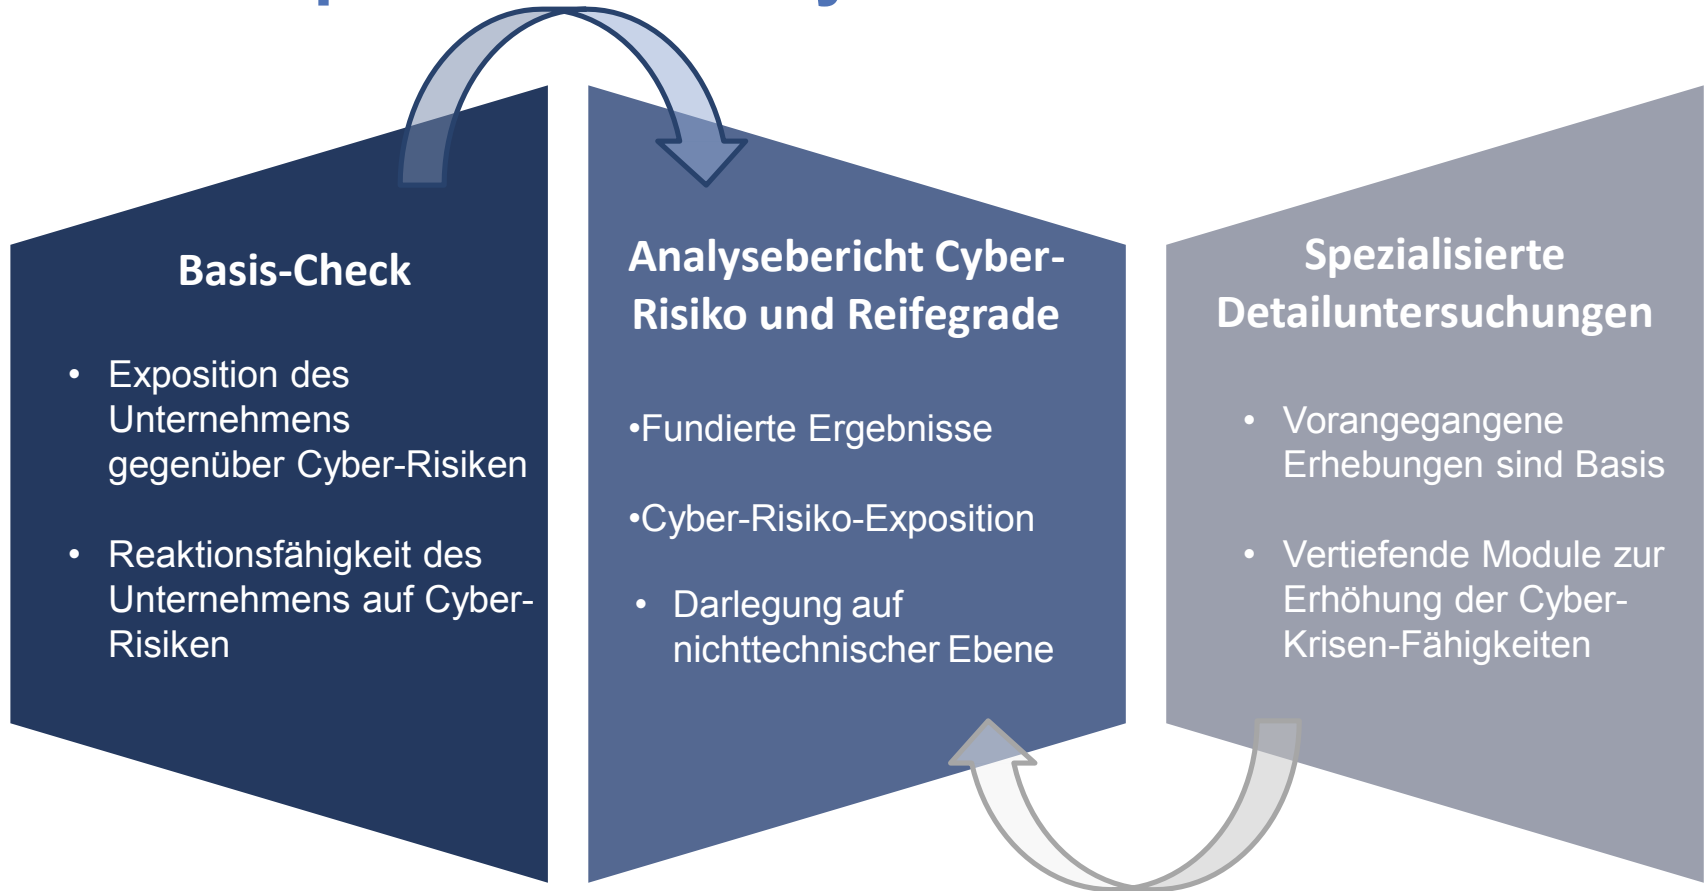 Basis-Check
• Exposition des
Unternehmens
gegenüber Cyber-Risiken
• Reaktionsfähigkeit des
Unternehmens auf Cyber-
Risiken
Analysebericht Cyber-
Risiko und Reifegrade
•Fundierte Ergebnisse
•Cyber-Risiko-Exposition
• Darlegung auf
nichttechnischer Ebene
Spezialisierte
Detailuntersuchungen
• Vorangegangene
Erhebungen sind Basis
• Vertiefende Module zur
Erhöhung der Cyber-
Krisen-Fähigkeiten